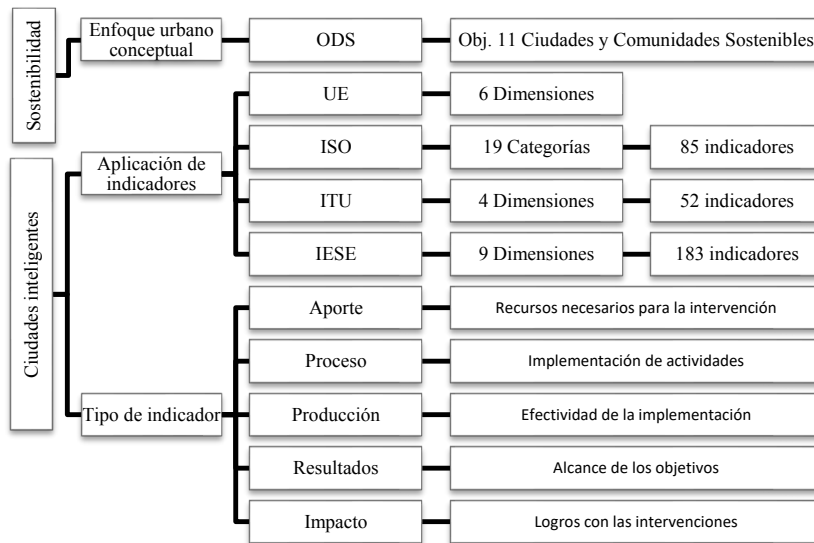 Sostenibilidad
Enfoque urbano
conceptual
ODS
Obj. 11 Ciudades y Comunidades Sostenibles
Ciudades inteligentes
Aplicación de
indicadores
UE
6 Dimensiones
ISO
19 Categorías
85 indicadores
ITU
4 Dimensiones
52 indicadores
IESE
9 Dimensiones
183 indicadores
Tipo de indicador
Aporte
Recursos necesarios para la intervención
Proceso
Implementación de actividades
Producción
Efectividad de la implementación
Resultados
Alcance de los objetivos
Impacto
Logros con las intervenciones